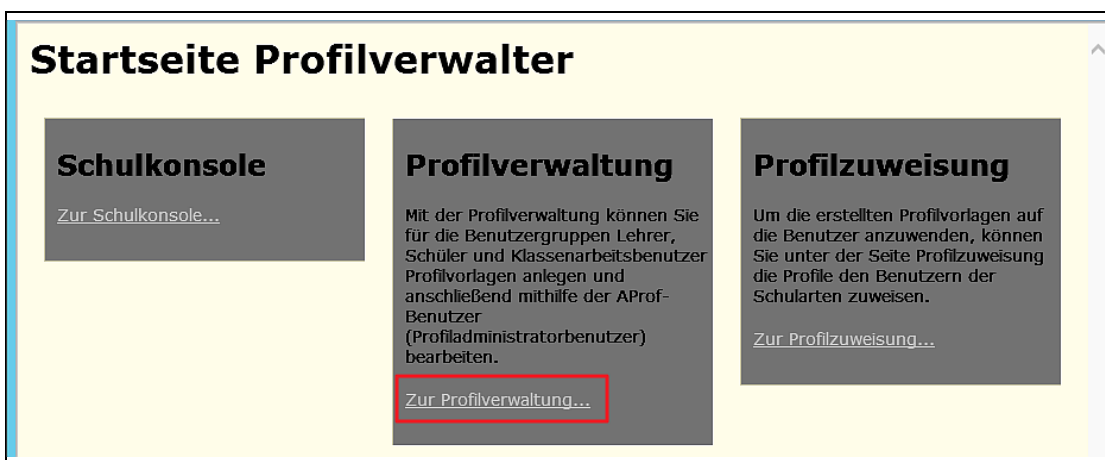 Startseite Profilverwalter
Schulkonsole
Zur Schulkonsole...
Profilverwaltung
Mit der Profilverwaltung können Sie
für die Benutzergruppen Lehrer,
Schüler und Klassenarbeitsbenutzer
Profilvorlagen anlegen und
anschließend mithilfe der AProf-
Benutzer
(Profiladministratorbenutzer)
bearbeiten.
Zur Profilverwaltung...
Profilzuweisung
Um die erstellten Profilvorlagen auf
die Benutzer anzuwenden, können
Sie unter der Seite Profilzuweisung
die Profile den Benutzern der
Schularten zuweisen.
Zur Profilzuweisung...